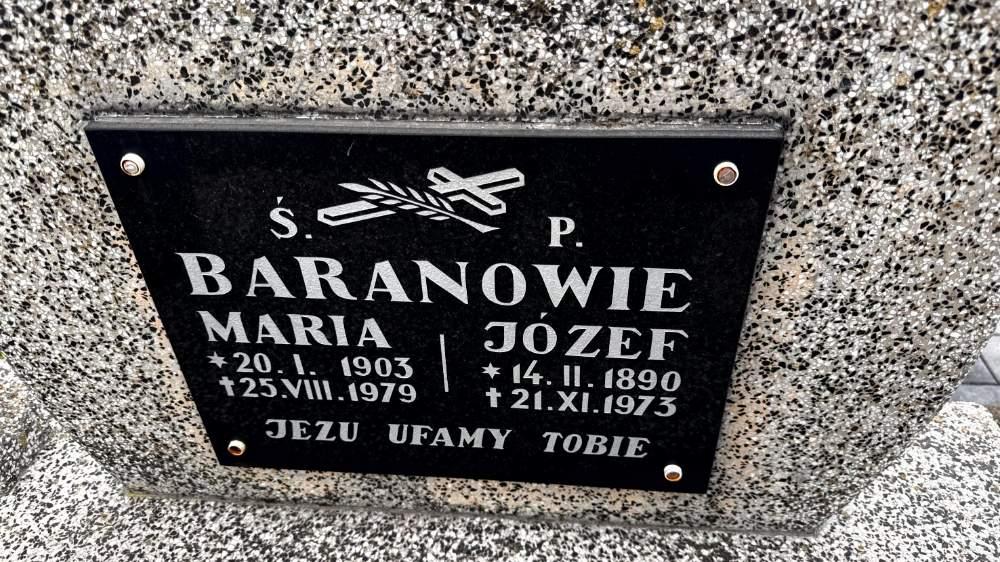 Ś. P.
BARANOWIE
MARIA JÓZEF
* 20. I. 1903 * 14. II. 1890
† 25. VIII. 1979 † 21. XI. 1973
JEZU UFAMY TOBIE